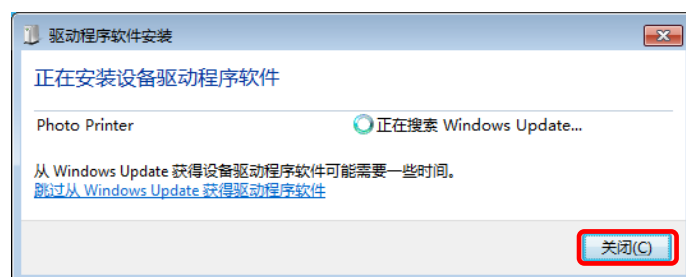 驱动程序软件安装
正在安装设备驱动程序软件
Photo Printer 正在搜索 Windows Update...
从 Windows Update 获得设备驱动程序软件可能需要一些时间。
跳过从 Windows Update 获得驱动程序软件
关闭(C)